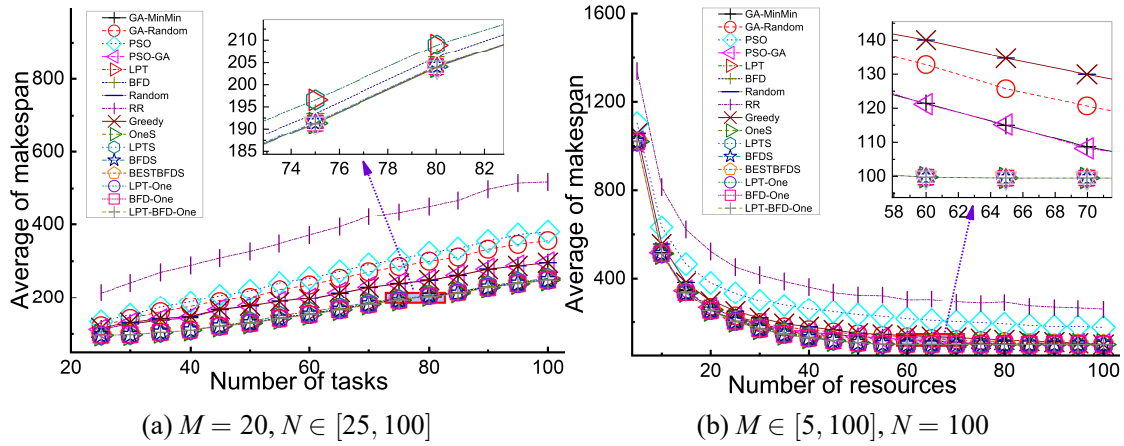 Average of makespan
800
600
400
200
20
40
60
80
100
Number of tasks
GA-MinMin
GA-Random
PSO
PSO-GA
LPT
BFD
Random
RR
Greedy
OneS
LPTS
BFDS
BESTBFDS
LPT-One
BFD-One
LPT-BFD-One
215
210
205
200
195
190
185
74
76
78
80
82
(a) M = 20, N ∈ [25, 100]
Average of makespan
1600
1200
800
400
20
40
60
80
100
Number of resources
GA-MinMin
GA-Random
PSO
PSO-GA
LPT
BFD
Random
RR
Greedy
OneS
LPTS
BFDS
BESTBFDS
LPT-One
BFD-One
LPT-BFD-One
140
130
120
110
100
58
60
62
64
66
68
70
(b) M ∈ [5, 100], N = 100